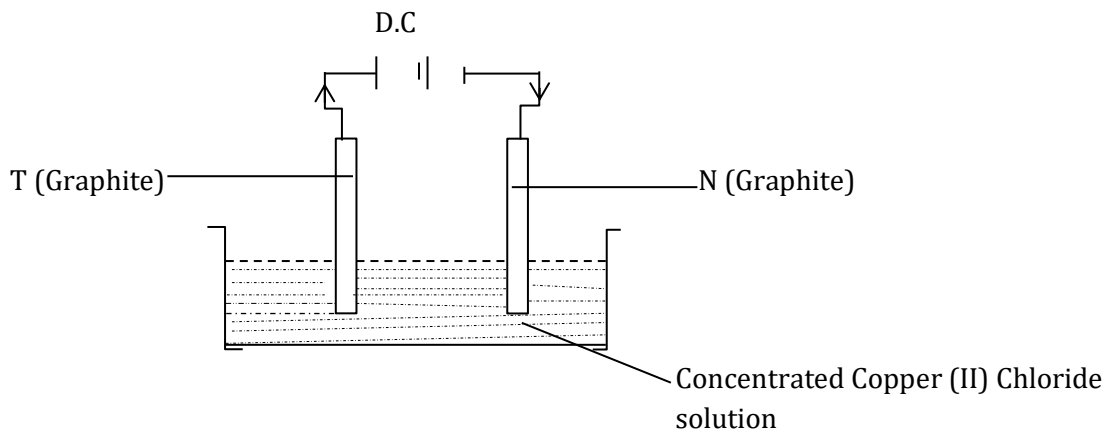 D.C
T (Graphite)
N (Graphite)
Concentrated Copper (II) Chloride
solution